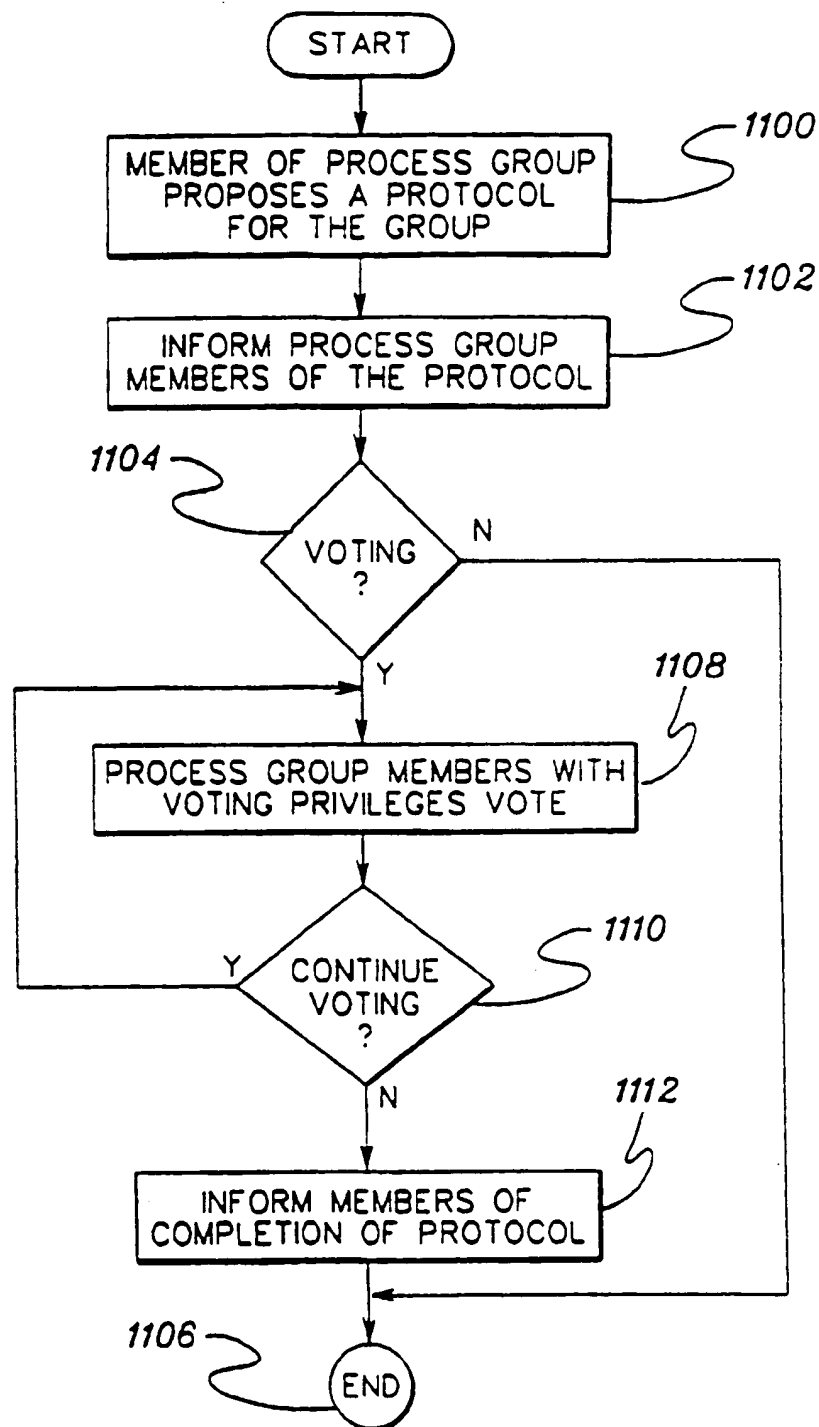 START
MEMBER OF PROCESS GROUP
PROPOSES A PROTOCOL
FOR THE GROUP
1100
INFORM PROCESS GROUP
MEMBERS OF THE PROTOCOL
1102
1104
VOTING
?
N
Y
1108
PROCESS GROUP MEMBERS WITH
VOTING PRIVILEGES VOTE
1110
Y
CONTINUE
VOTING
?
N
1112
INFORM MEMBERS OF
COMPLETION OF PROTOCOL
1106
END